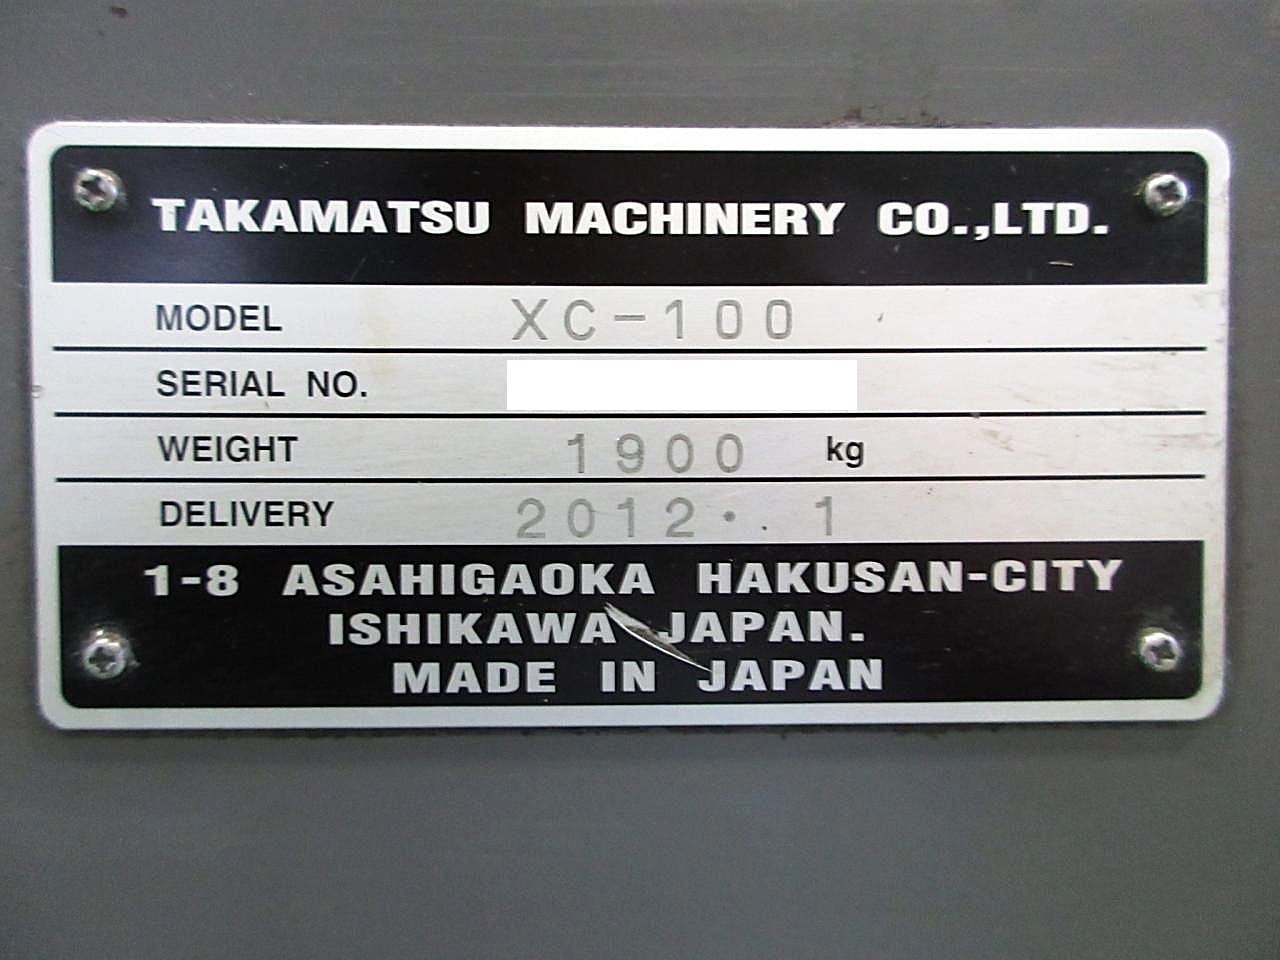 TAKAMATSU MACHINERY CO.,LTD.
MODEL XC-100
SERIAL NO.
WEIGHT 1900 kg
DELIVERY 2012. 1
1-8 ASAHIGAOKA HAKUSAN-CITY
ISHIKAWA JAPAN.
MADE IN JAPAN